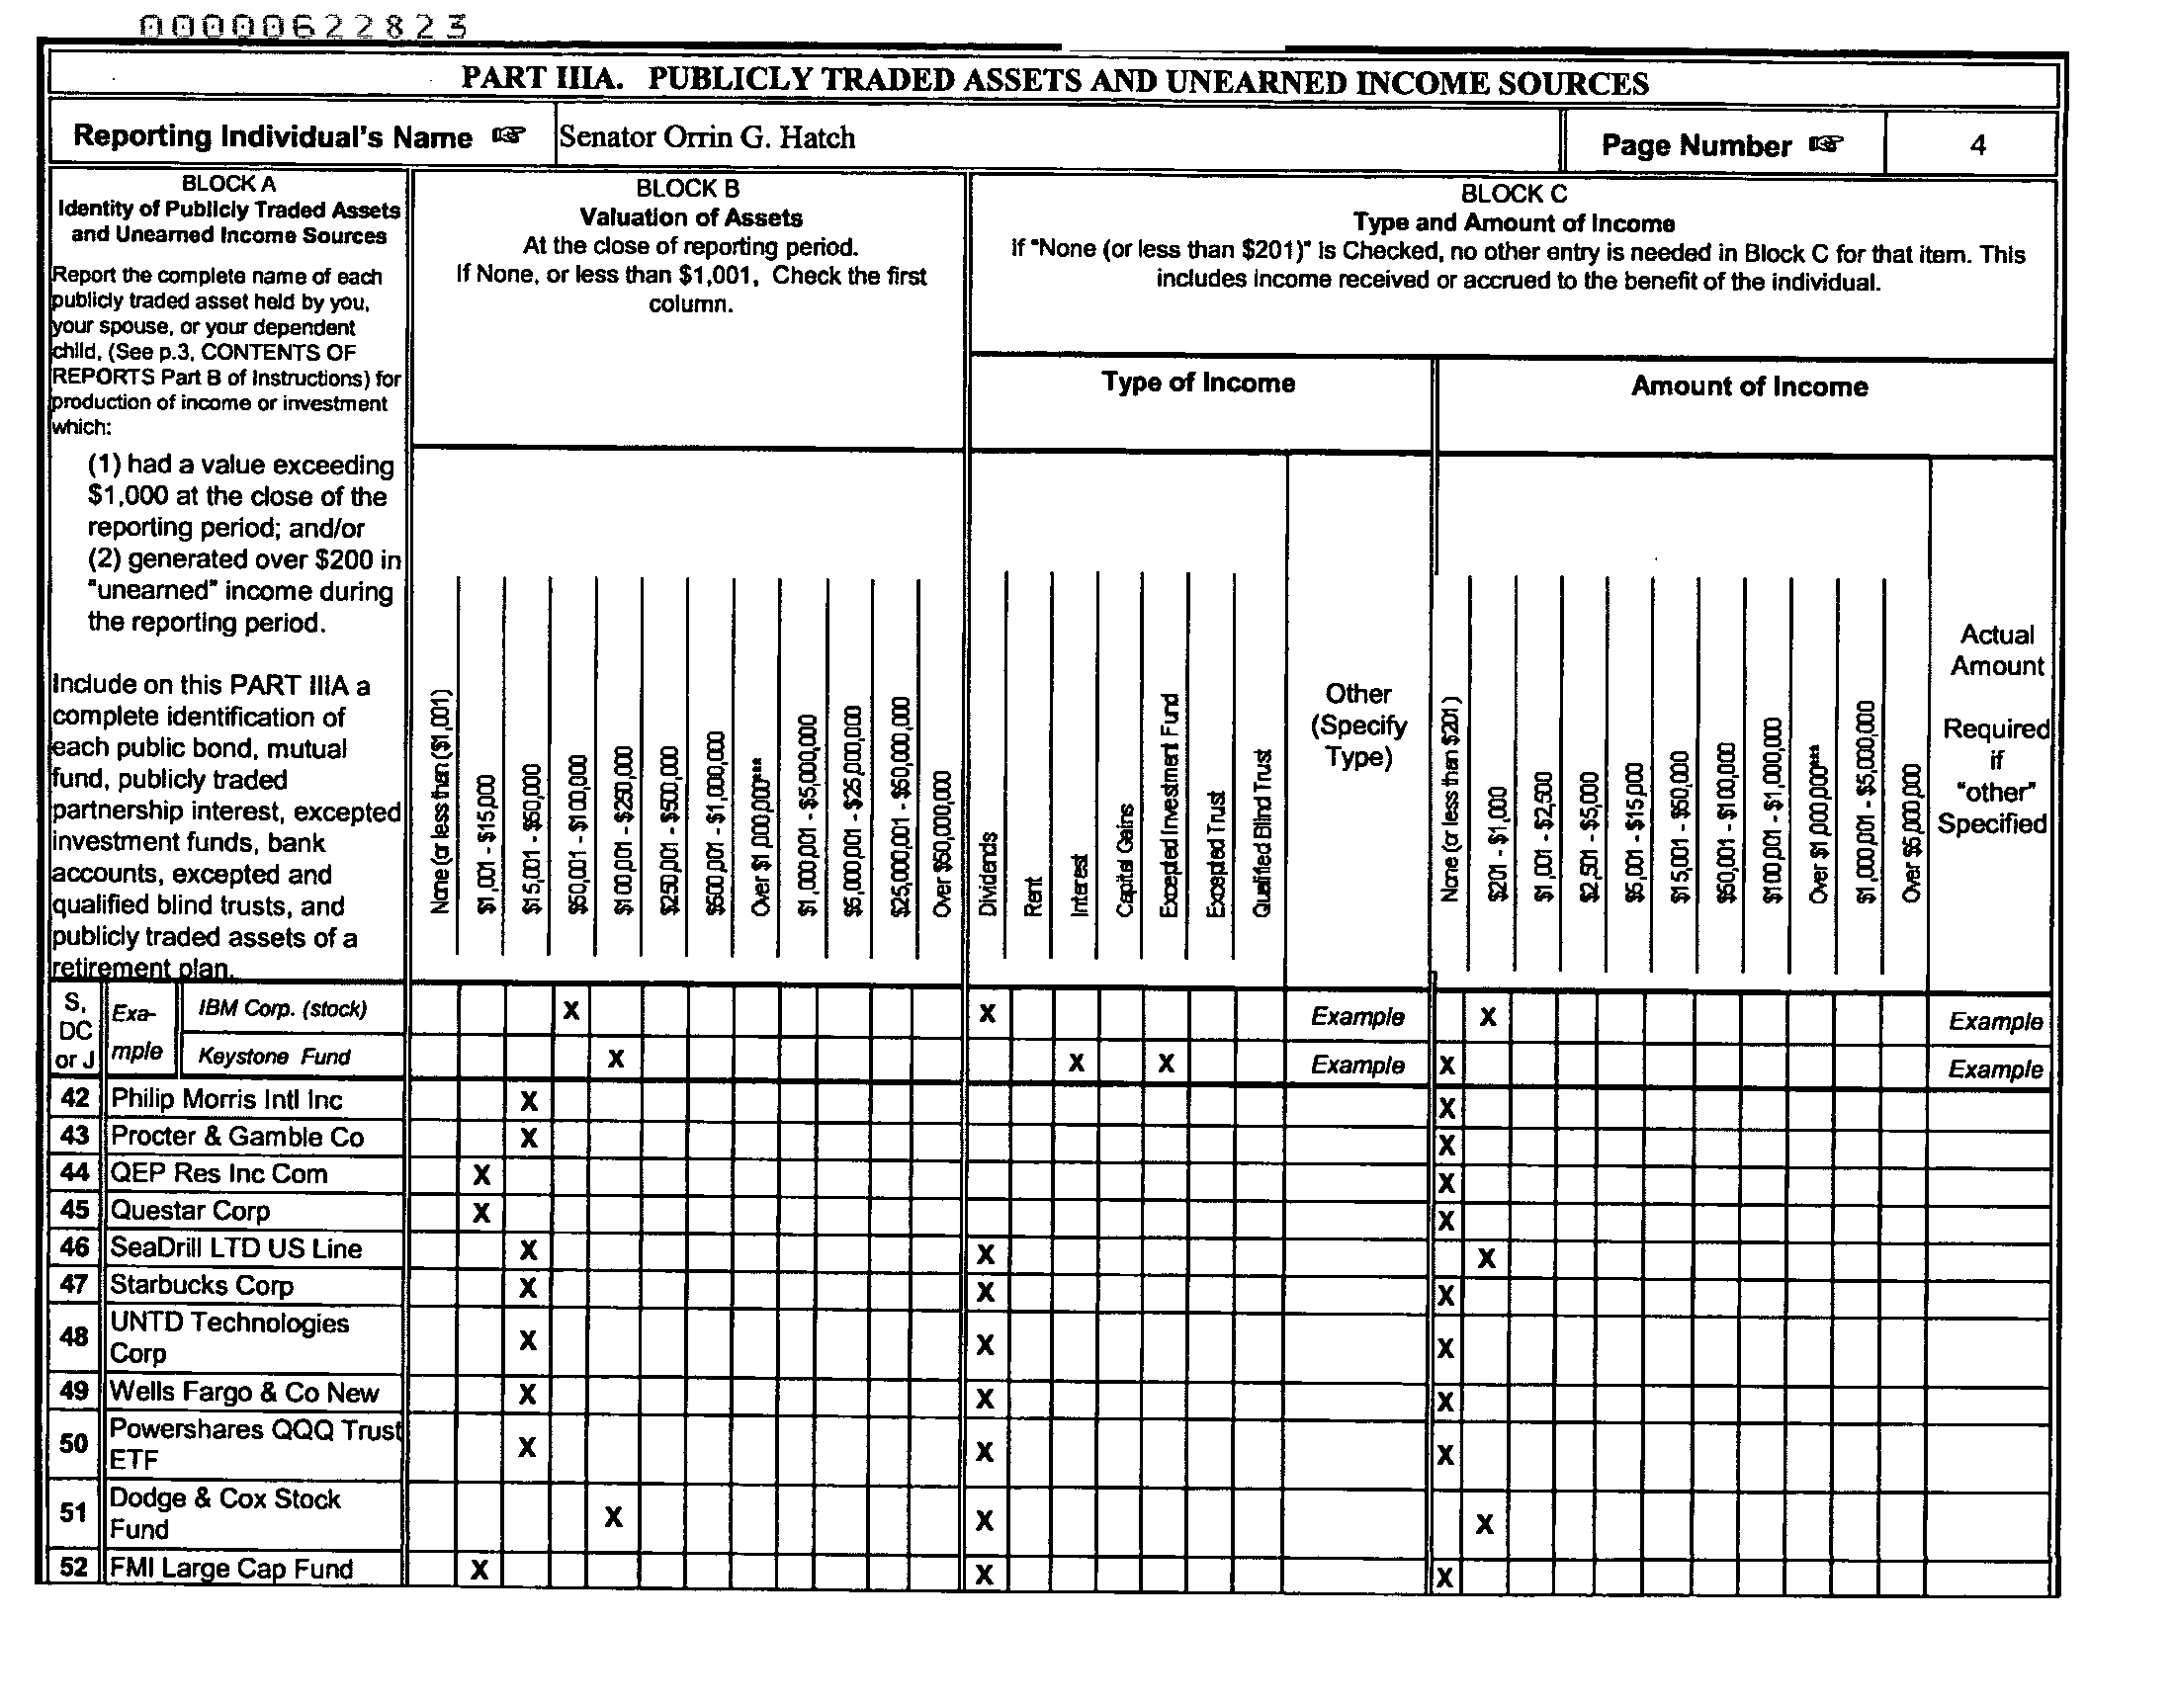 00000622823
PART IIIA. PUBLICLY TRADED ASSETS AND UNEARNED INCOME SOURCES
Reporting Individual's Name ☞ Senator Orrin G. Hatch Page Number ☞ 4
BLOCK A
Identity of Publicly Traded Assets
and Unearned Income Sources
Report the complete name of each
publicly traded asset held by you,
your spouse, or your dependent
child, (See p.3, CONTENTS OF
REPORTS Part B of Instructions) for
production of income or investment
which:
(1) had a value exceeding
$1,000 at the close of the
reporting period; and/or
(2) generated over $200 in
"unearned" income during
the reporting period.
Include on this PART IIIA a
complete identification of
each public bond, mutual
fund, publicly traded
partnership interest, excepted
investment funds, bank
accounts, excepted and
qualified blind trusts, and
publicly traded assets of a
retirement plan.
BLOCK B
Valuation of Assets
At the close of reporting period.
If None, or less than $1,001, Check the first
column.
None (or less than ($1,001)
$1,001 - $15,000
$15,001 - $50,000
$50,001 - $100,000
$100,001 - $250,000
$250,001 - $500,000
$500,001 - $1,000,000
Over $1,000,000***
$1,000,001 - $5,000,000
$5,000,001 - $25,000,000
$25,000,001 - $50,000,000
Over $50,000,000
BLOCK C
Type and Amount of Income
If "None (or less than $201)" is Checked, no other entry is needed in Block C for that item. This
includes income received or accrued to the benefit of the individual.
Type of Income
Dividends
Rent
Interest
Capital Gains
Excepted Investment Fund
Excepted Trust
Qualified Blind Trust
Other
(Specify
Type)
Amount of Income
None (or less than $201)
$201 - $1,000
$1,001 - $2,500
$2,501 - $5,000
$5,001 - $15,000
$15,001 - $50,000
$50,001 - $100,000
$100,001 - $1,000,000
Over $1,000,000***
$1,000,001 - $5,000,000
Over $5,000,000
Actual
Amount
Required
if
"other"
Specified
S,
DC
or J
Exa-
mple
IBM Corp. (stock) X X Example X Example
Keystone Fund X X X Example X Example
42 Philip Morris Intl Inc X X
43 Procter & Gamble Co X X
44 QEP Res Inc Com X X
45 Questar Corp X X
46 SeaDrill LTD US Line X X X
47 Starbucks Corp X X X
48 UNTD Technologies
Corp X X X
49 Wells Fargo & Co New X X X
50 Powershares QQQ Trust
ETF X X X
51 Dodge & Cox Stock
Fund X X X
52 FMI Large Cap Fund X X X